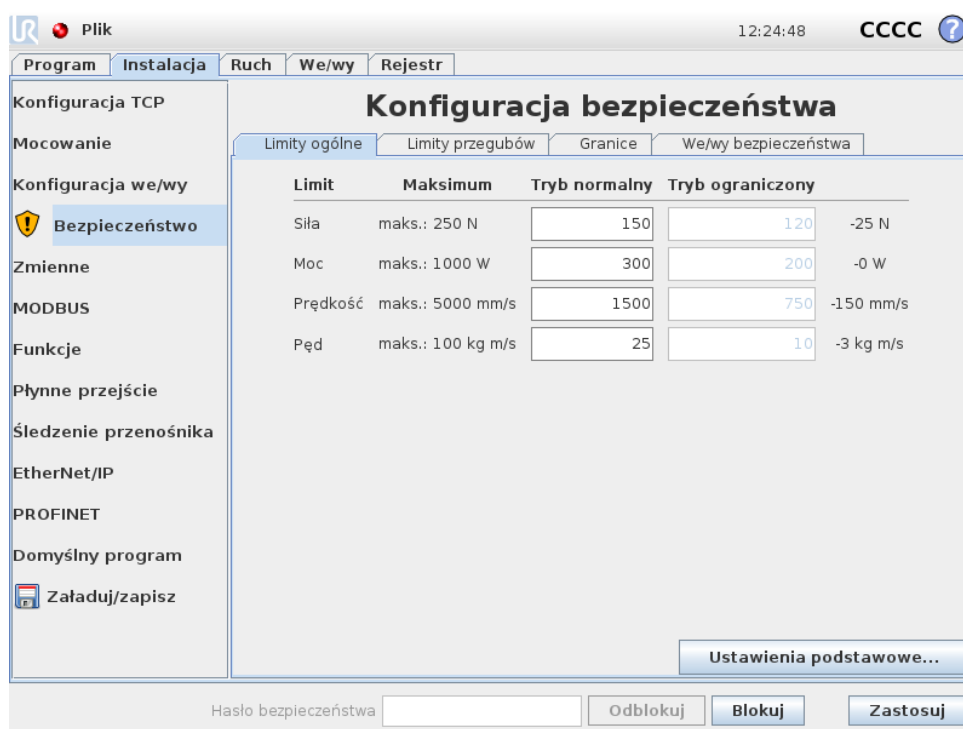 UR Plik 12:24:48 CCCC ?
Program Instalacja Ruch We/wy Rejestr
Konfiguracja TCP
Mocowanie
Konfiguracja we/wy
Bezpieczeństwo
Zmienne
MODBUS
Funkcje
Płynne przejście
Śledzenie przenośnika
EtherNet/IP
PROFINET
Domyślny program
Załaduj/zapisz
Konfiguracja bezpieczeństwa
Limity ogólne Limity przegubów Granice We/wy bezpieczeństwa
Limit Maksimum Tryb normalny Tryb ograniczony
Siła maks.: 250 N 150 120 -25 N
Moc maks.: 1000 W 300 200 -0 W
Prędkość maks.: 5000 mm/s 1500 750 -150 mm/s
Pęd maks.: 100 kg m/s 25 10 -3 kg m/s
Ustawienia podstawowe...
Hasło bezpieczeństwa Odblokuj Blokuj Zastosuj